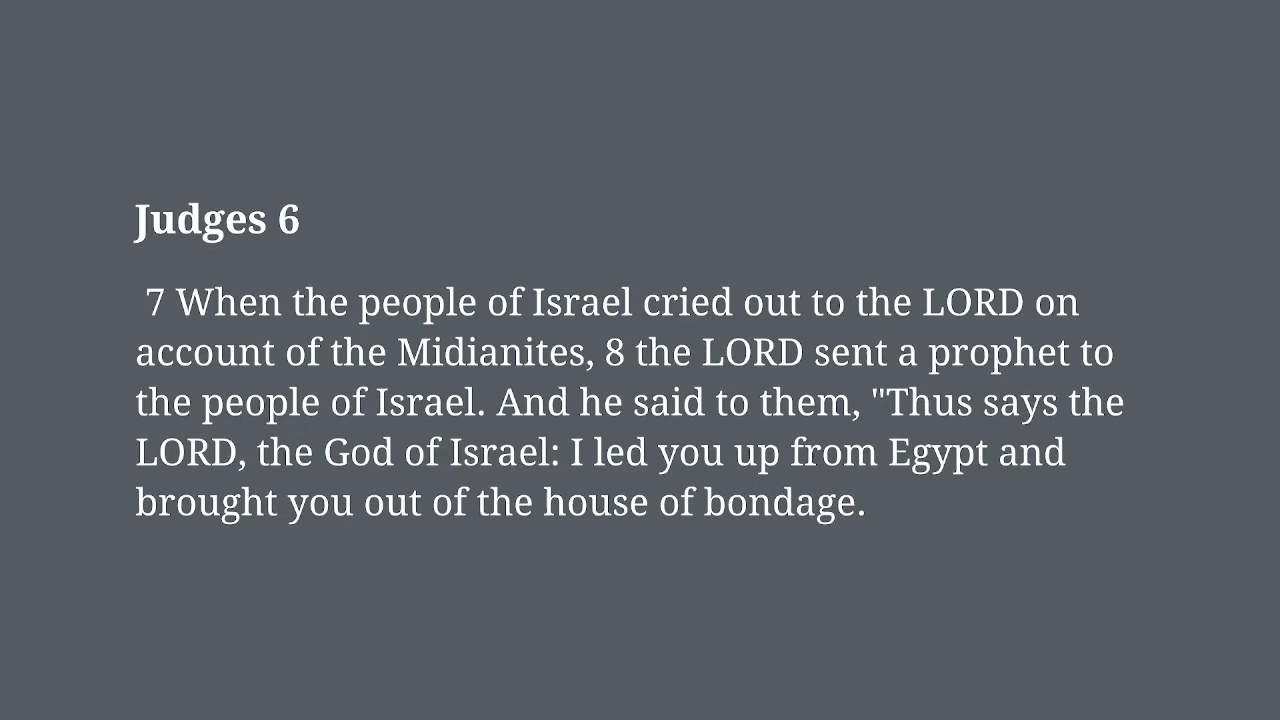 Judges 6
7 When the people of Israel cried out to the LORD on
account of the Midianites, 8 the LORD sent a prophet to
the people of Israel. And he said to them, "Thus says the
LORD, the God of Israel: I led you up from Egypt and
brought you out of the house of bondage.